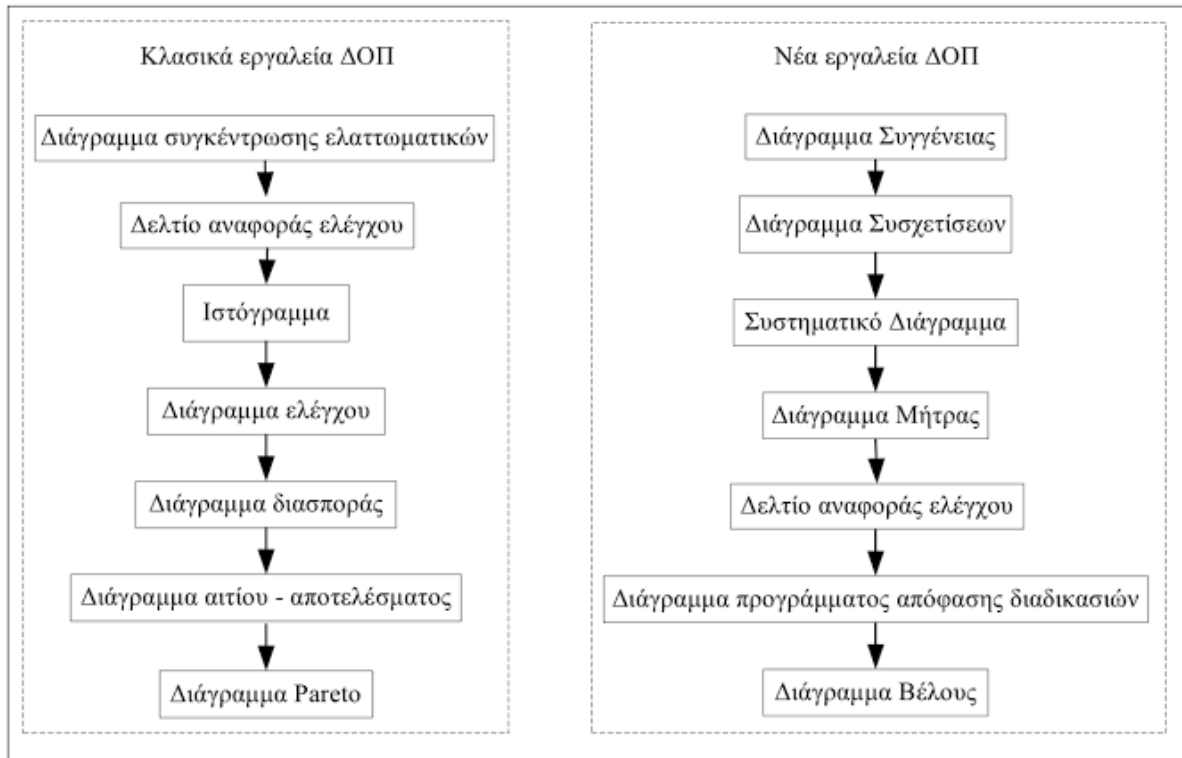 Κλασικά εργαλεία ΔΟΠ
Διάγραμμα συγκέντρωσης ελαττωματικών
Δελτίο αναφοράς ελέγχου
Ιστόγραμμα
Διάγραμμα ελέγχου
Διάγραμμα διασποράς
Διάγραμμα αιτίου - αποτελέσματος
Διάγραμμα Pareto
Νέα εργαλεία ΔΟΠ
Διάγραμμα Συγγένειας
Διάγραμμα Συσχετίσεων
Συστηματικό Διάγραμμα
Διάγραμμα Μήτρας
Δελτίο αναφοράς ελέγχου
Διάγραμμα προγράμματος απόφασης διαδικασιών
Διάγραμμα Βέλους